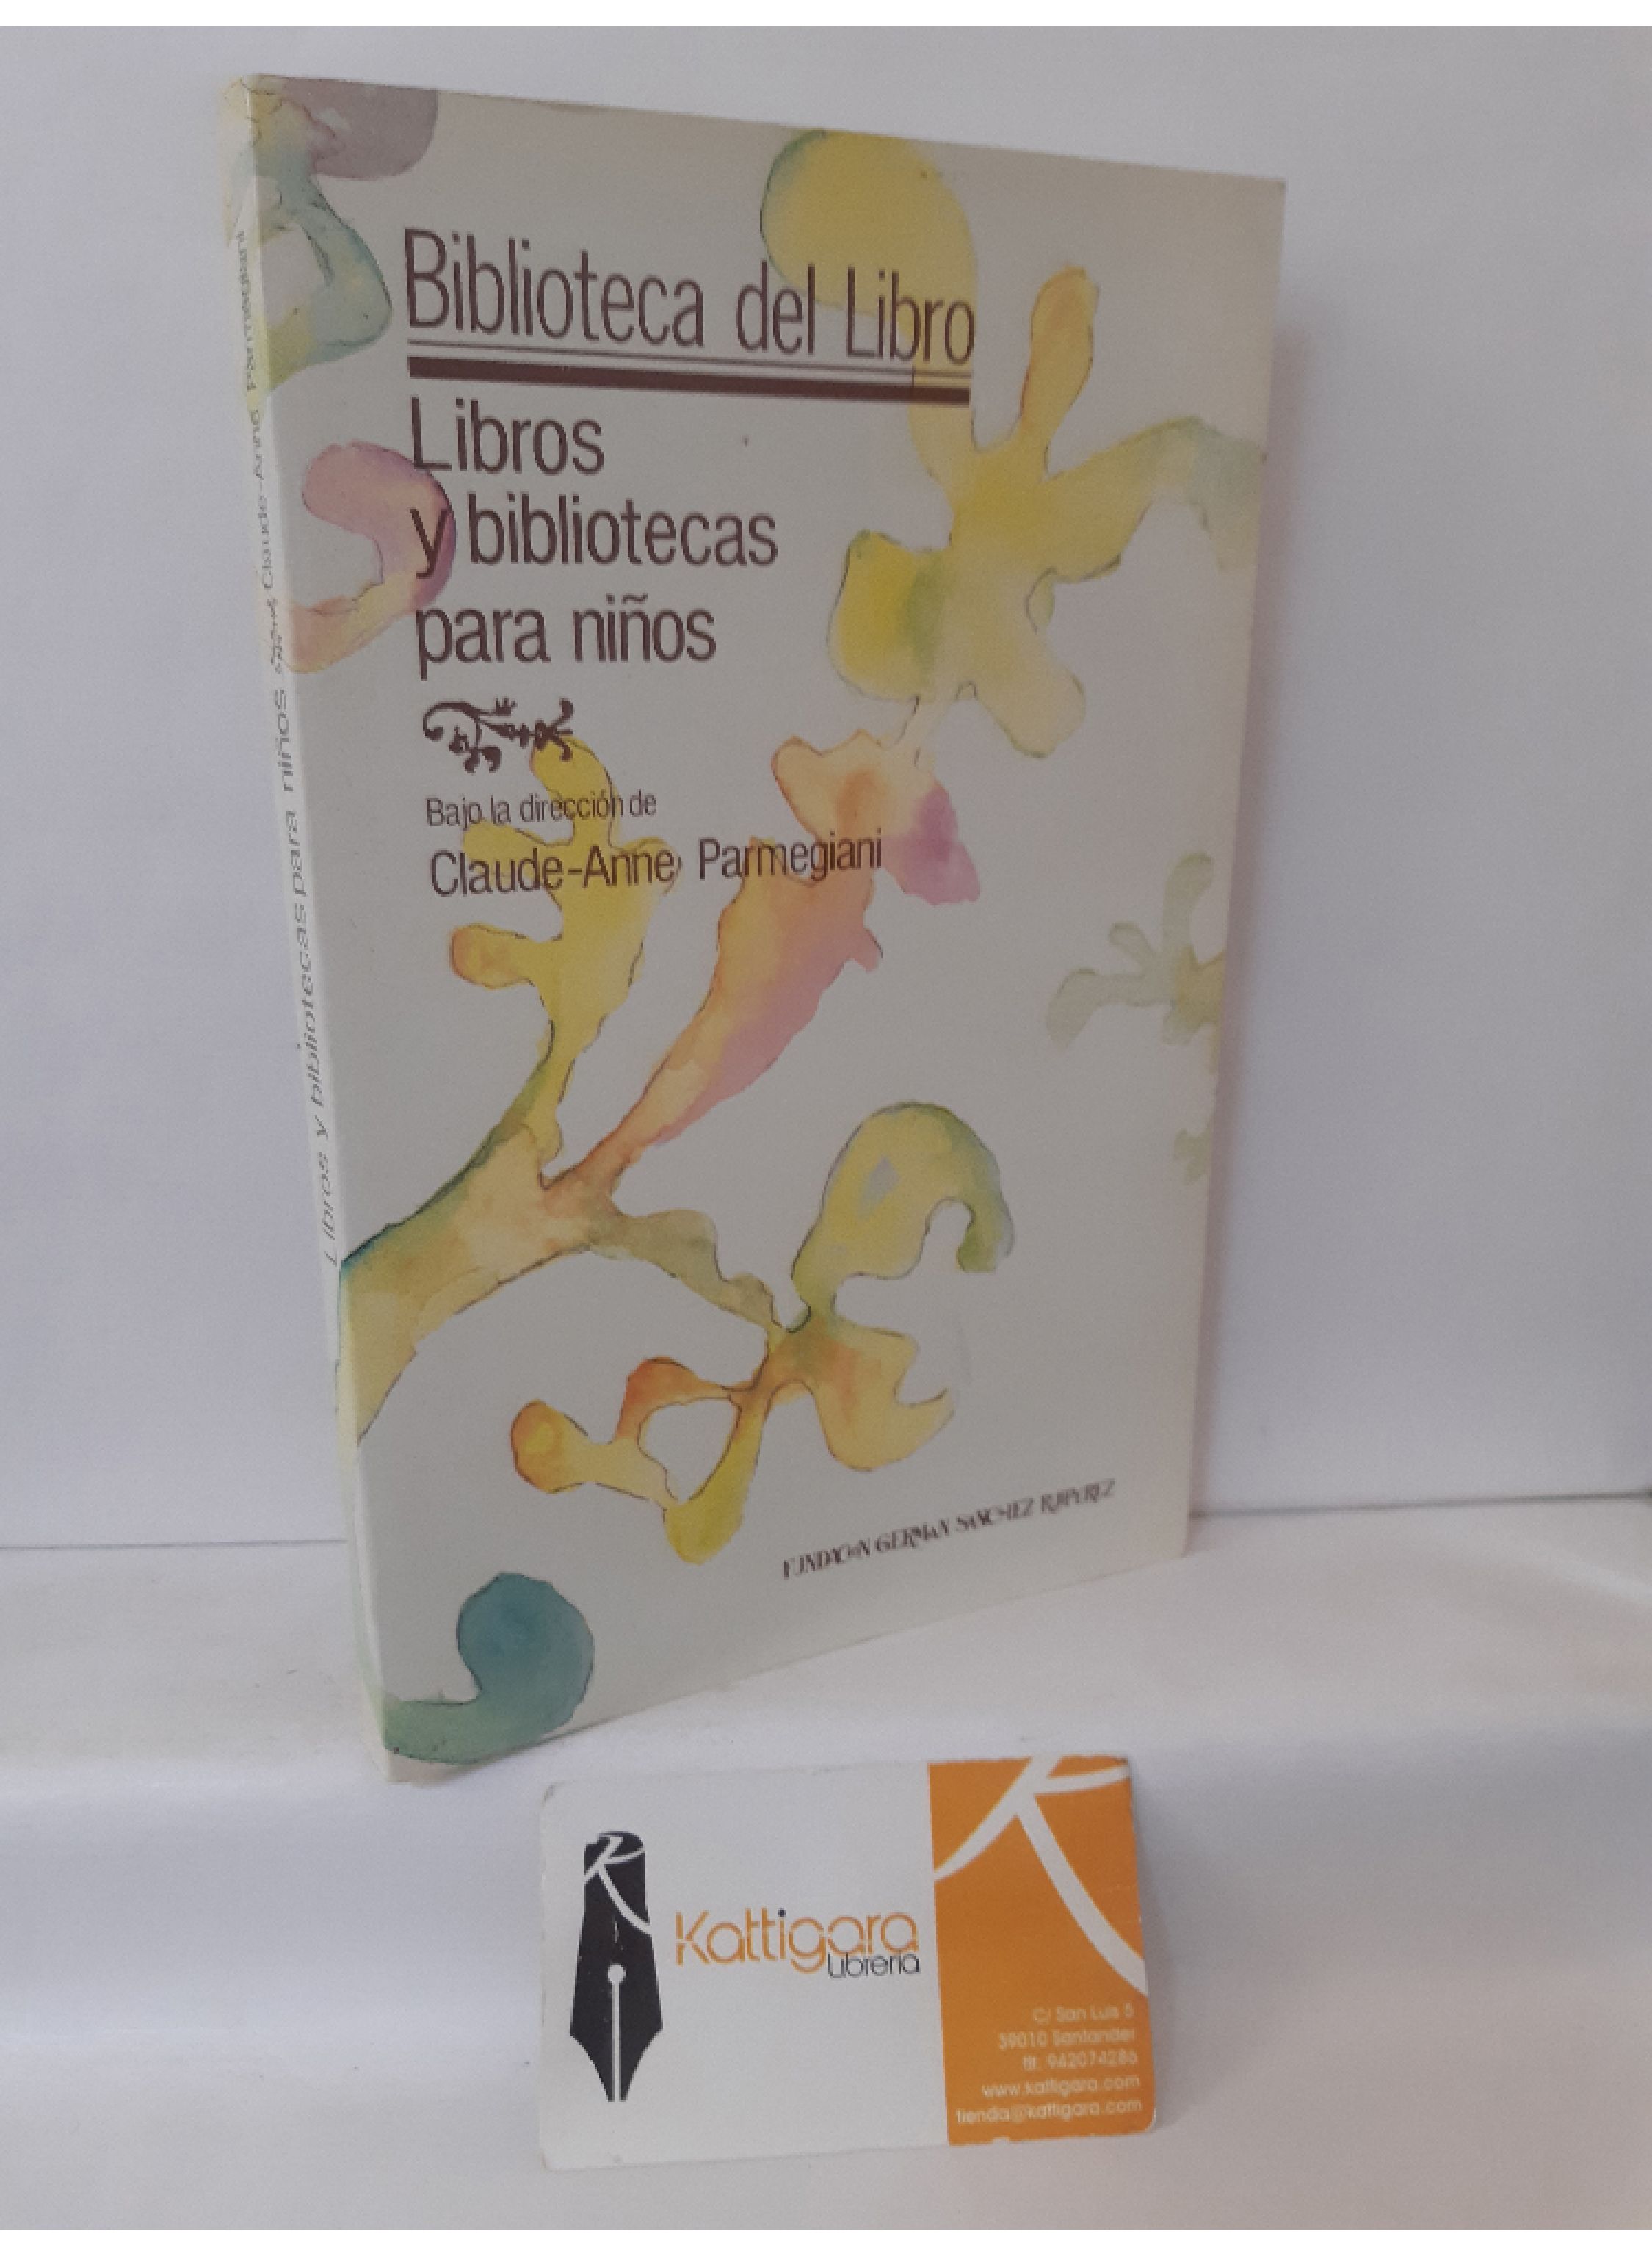 Biblioteca del Libro
Libros
y bibliotecas
para niños
Bajo la dirección de
Claude-Anne Parmegiani
FUNDACION GERMAN SANCHEZ RUIPEREZ
Libros y bibliotecas para niños Claude-Anne Parmegiani
K
Kattigara
Librería
K
C/ San Luis 5
39010 Santander
tlf: 942074286
www.kattigara.com
tienda@kattigara.com